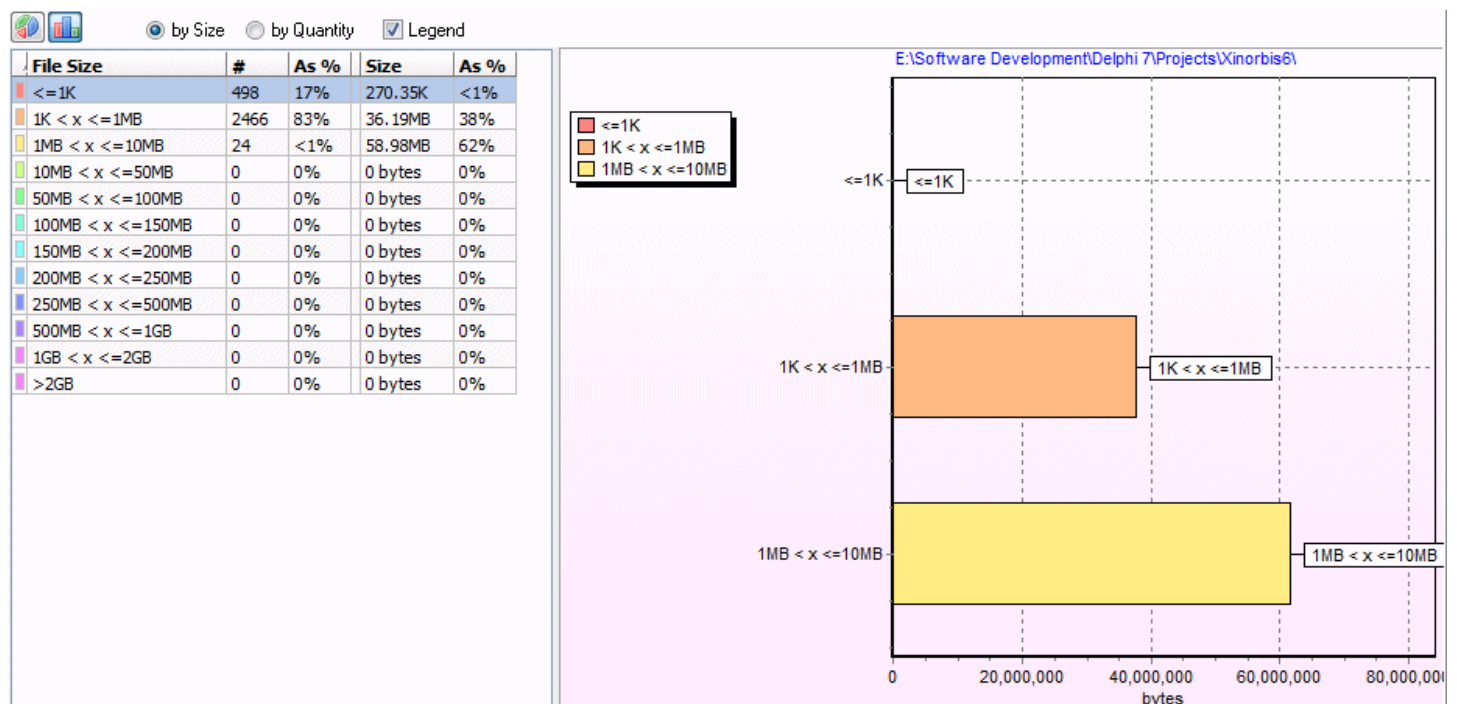 by Size by Quantity Legend
File Size # As % Size As %
<=1K 498 17% 270.35K <1%
1K < x <=1MB 2466 83% 36.19MB 38%
1MB < x <=10MB 24 <1% 58.98MB 62%
10MB < x <=50MB 0 0% 0 bytes 0%
50MB < x <=100MB 0 0% 0 bytes 0%
100MB < x <=150MB 0 0% 0 bytes 0%
150MB < x <=200MB 0 0% 0 bytes 0%
200MB < x <=250MB 0 0% 0 bytes 0%
250MB < x <=500MB 0 0% 0 bytes 0%
500MB < x <=1GB 0 0% 0 bytes 0%
1GB < x <=2GB 0 0% 0 bytes 0%
>2GB 0 0% 0 bytes 0%
E:\Software Development\Delphi 7\Projects\Xinorbis6\
<=1K
1K < x <=1MB
1MB < x <=10MB
<=1K <=1K
1K < x <=1MB 1K < x <=1MB
1MB < x <=10MB 1MB < x <=10MB
0 20,000,000 40,000,000 60,000,000 80,000,00
bytes